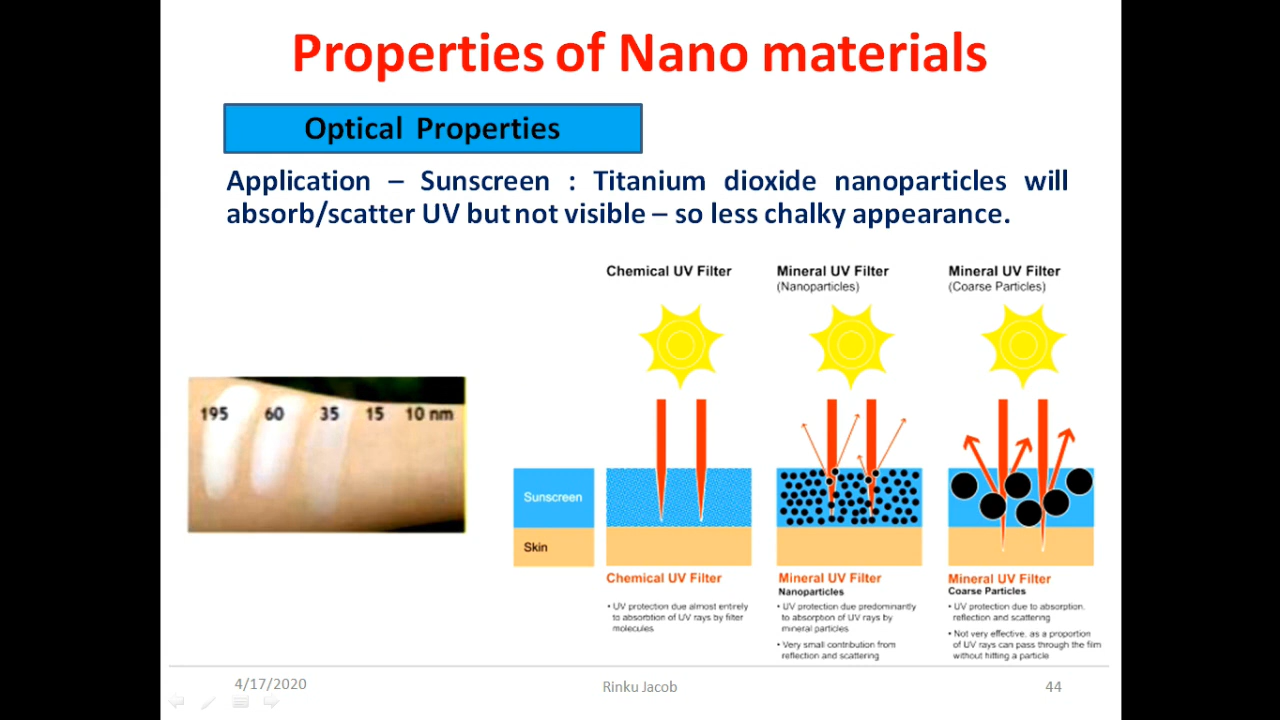 Properties of Nano materials
Optical Properties
Application – Sunscreen : Titanium dioxide nanoparticles will
absorb/scatter UV but not visible – so less chalky appearance.
195 60 35 15 10 nm
Chemical UV Filter
Mineral UV Filter
(Nanoparticles)
Mineral UV Filter
(Coarse Particles)
Sunscreen
Skin
Chemical UV Filter
• UV protection due almost entirely
to absorbtion of UV rays by filter
molecules
Mineral UV Filter
Nanoparticles
• UV protection due predominantly
to absorption of UV rays by
mineral particles
• Very small contribution from
reflection and scattering
Mineral UV Filter
Coarse Particles
• UV protection due to absorption,
reflection and scattering
• Not very effective, as a proportion
of UV rays can pass through the film
without hitting a particle
4/17/2020
Rinku Jacob
44